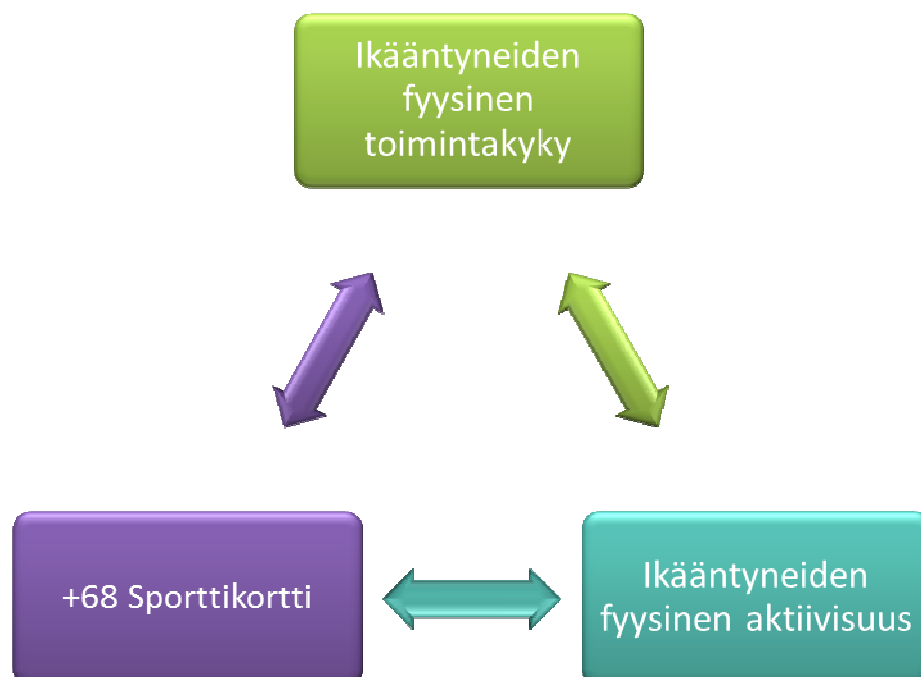 Ikääntyneiden
fyysinen
toimintakyky
+68 Sporttikortti
Ikääntyneiden
fyysinen aktiivisuus